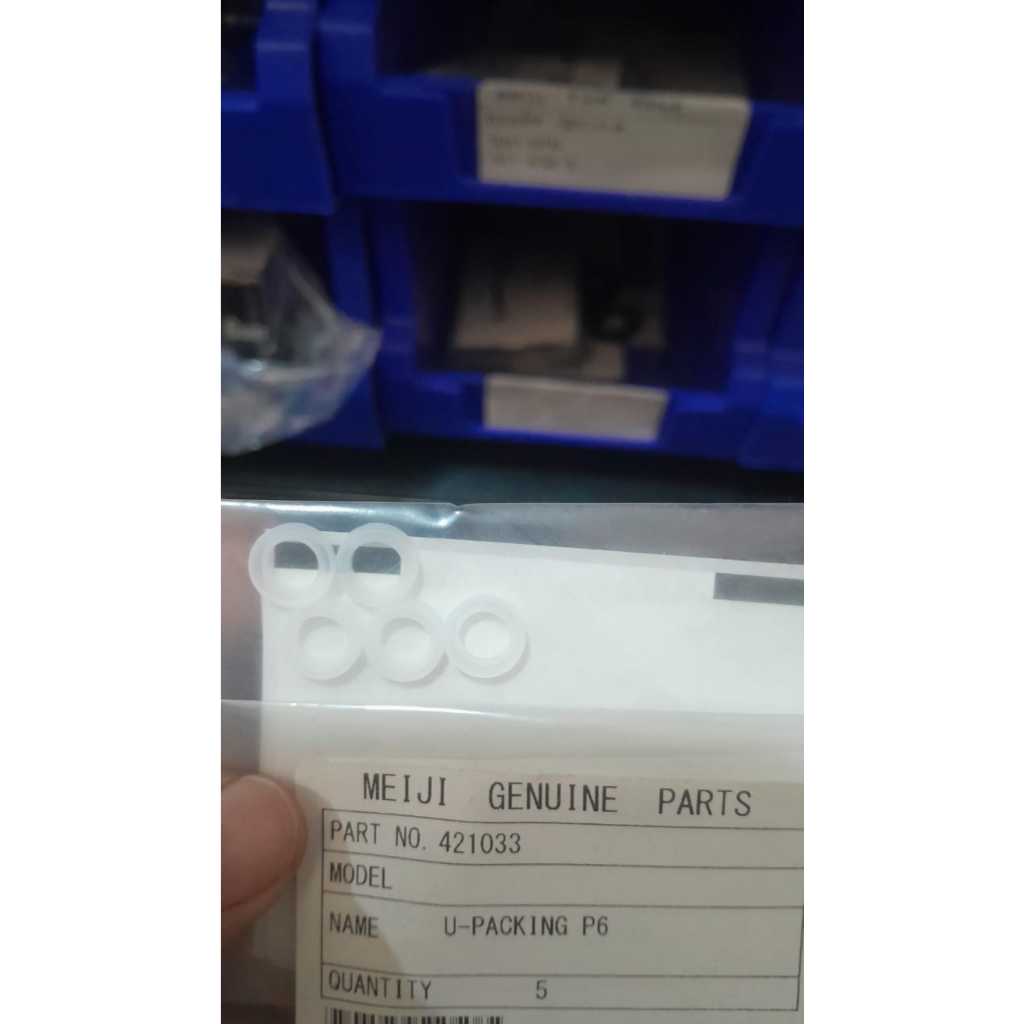 MEIJI GENUINE PARTS
PART NO. 421033
MODEL
NAME U-PACKING P6
QUANTITY 5